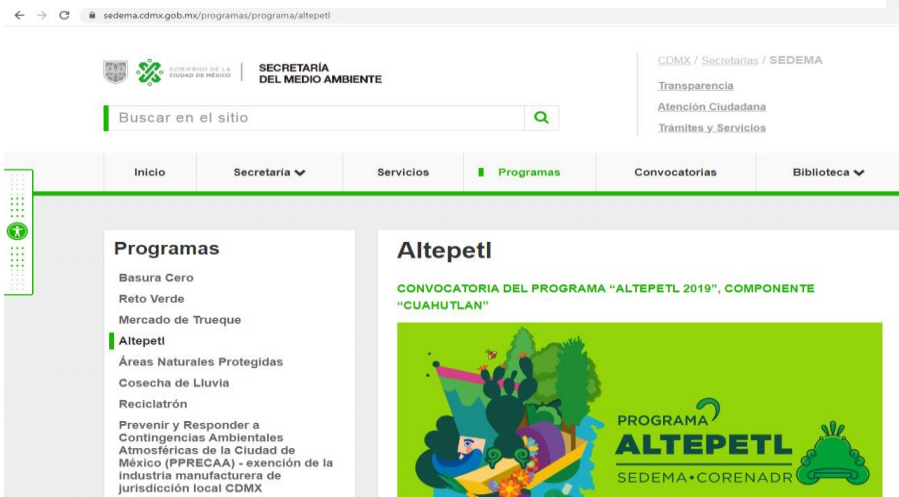 sedema.cdmx.gob.mx/programas/programa/altepetl
GOBIERNO DE LA
CIUDAD DE MÉXICO
SECRETARÍA
DEL MEDIO AMBIENTE
CDMX / Secretarías / SEDEMA
Transparencia
Atención Ciudadana
Trámites y Servicios
Buscar en el sitio
Inicio
Secretaría
Servicios
Programas
Convocatorias
Biblioteca
Programas
Basura Cero
Reto Verde
Mercado de Trueque
Altepetl
Áreas Naturales Protegidas
Cosecha de Lluvia
Reciclatrón
Prevenir y Responder a
Contingencias Ambientales
Atmosféricas de la Ciudad de
México (PPRECAA) - exención de la
industria manufacturera de
jurisdicción local CDMX
Altepetl
CONVOCATORIA DEL PROGRAMA “ALTEPETL 2019”, COMPONENTE
“CUAHUTLAN”
PROGRAMA
ALTEPETL
SEDEMA•CORENADR